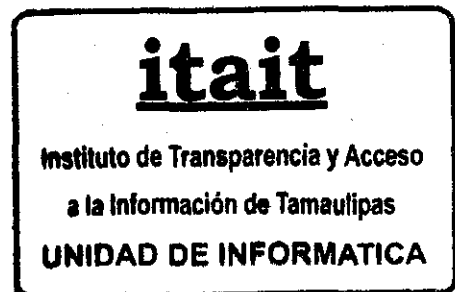 itait
Instituto de Transparencia y Acceso
a la Información de Tamaulipas
UNIDAD DE INFORMATICA